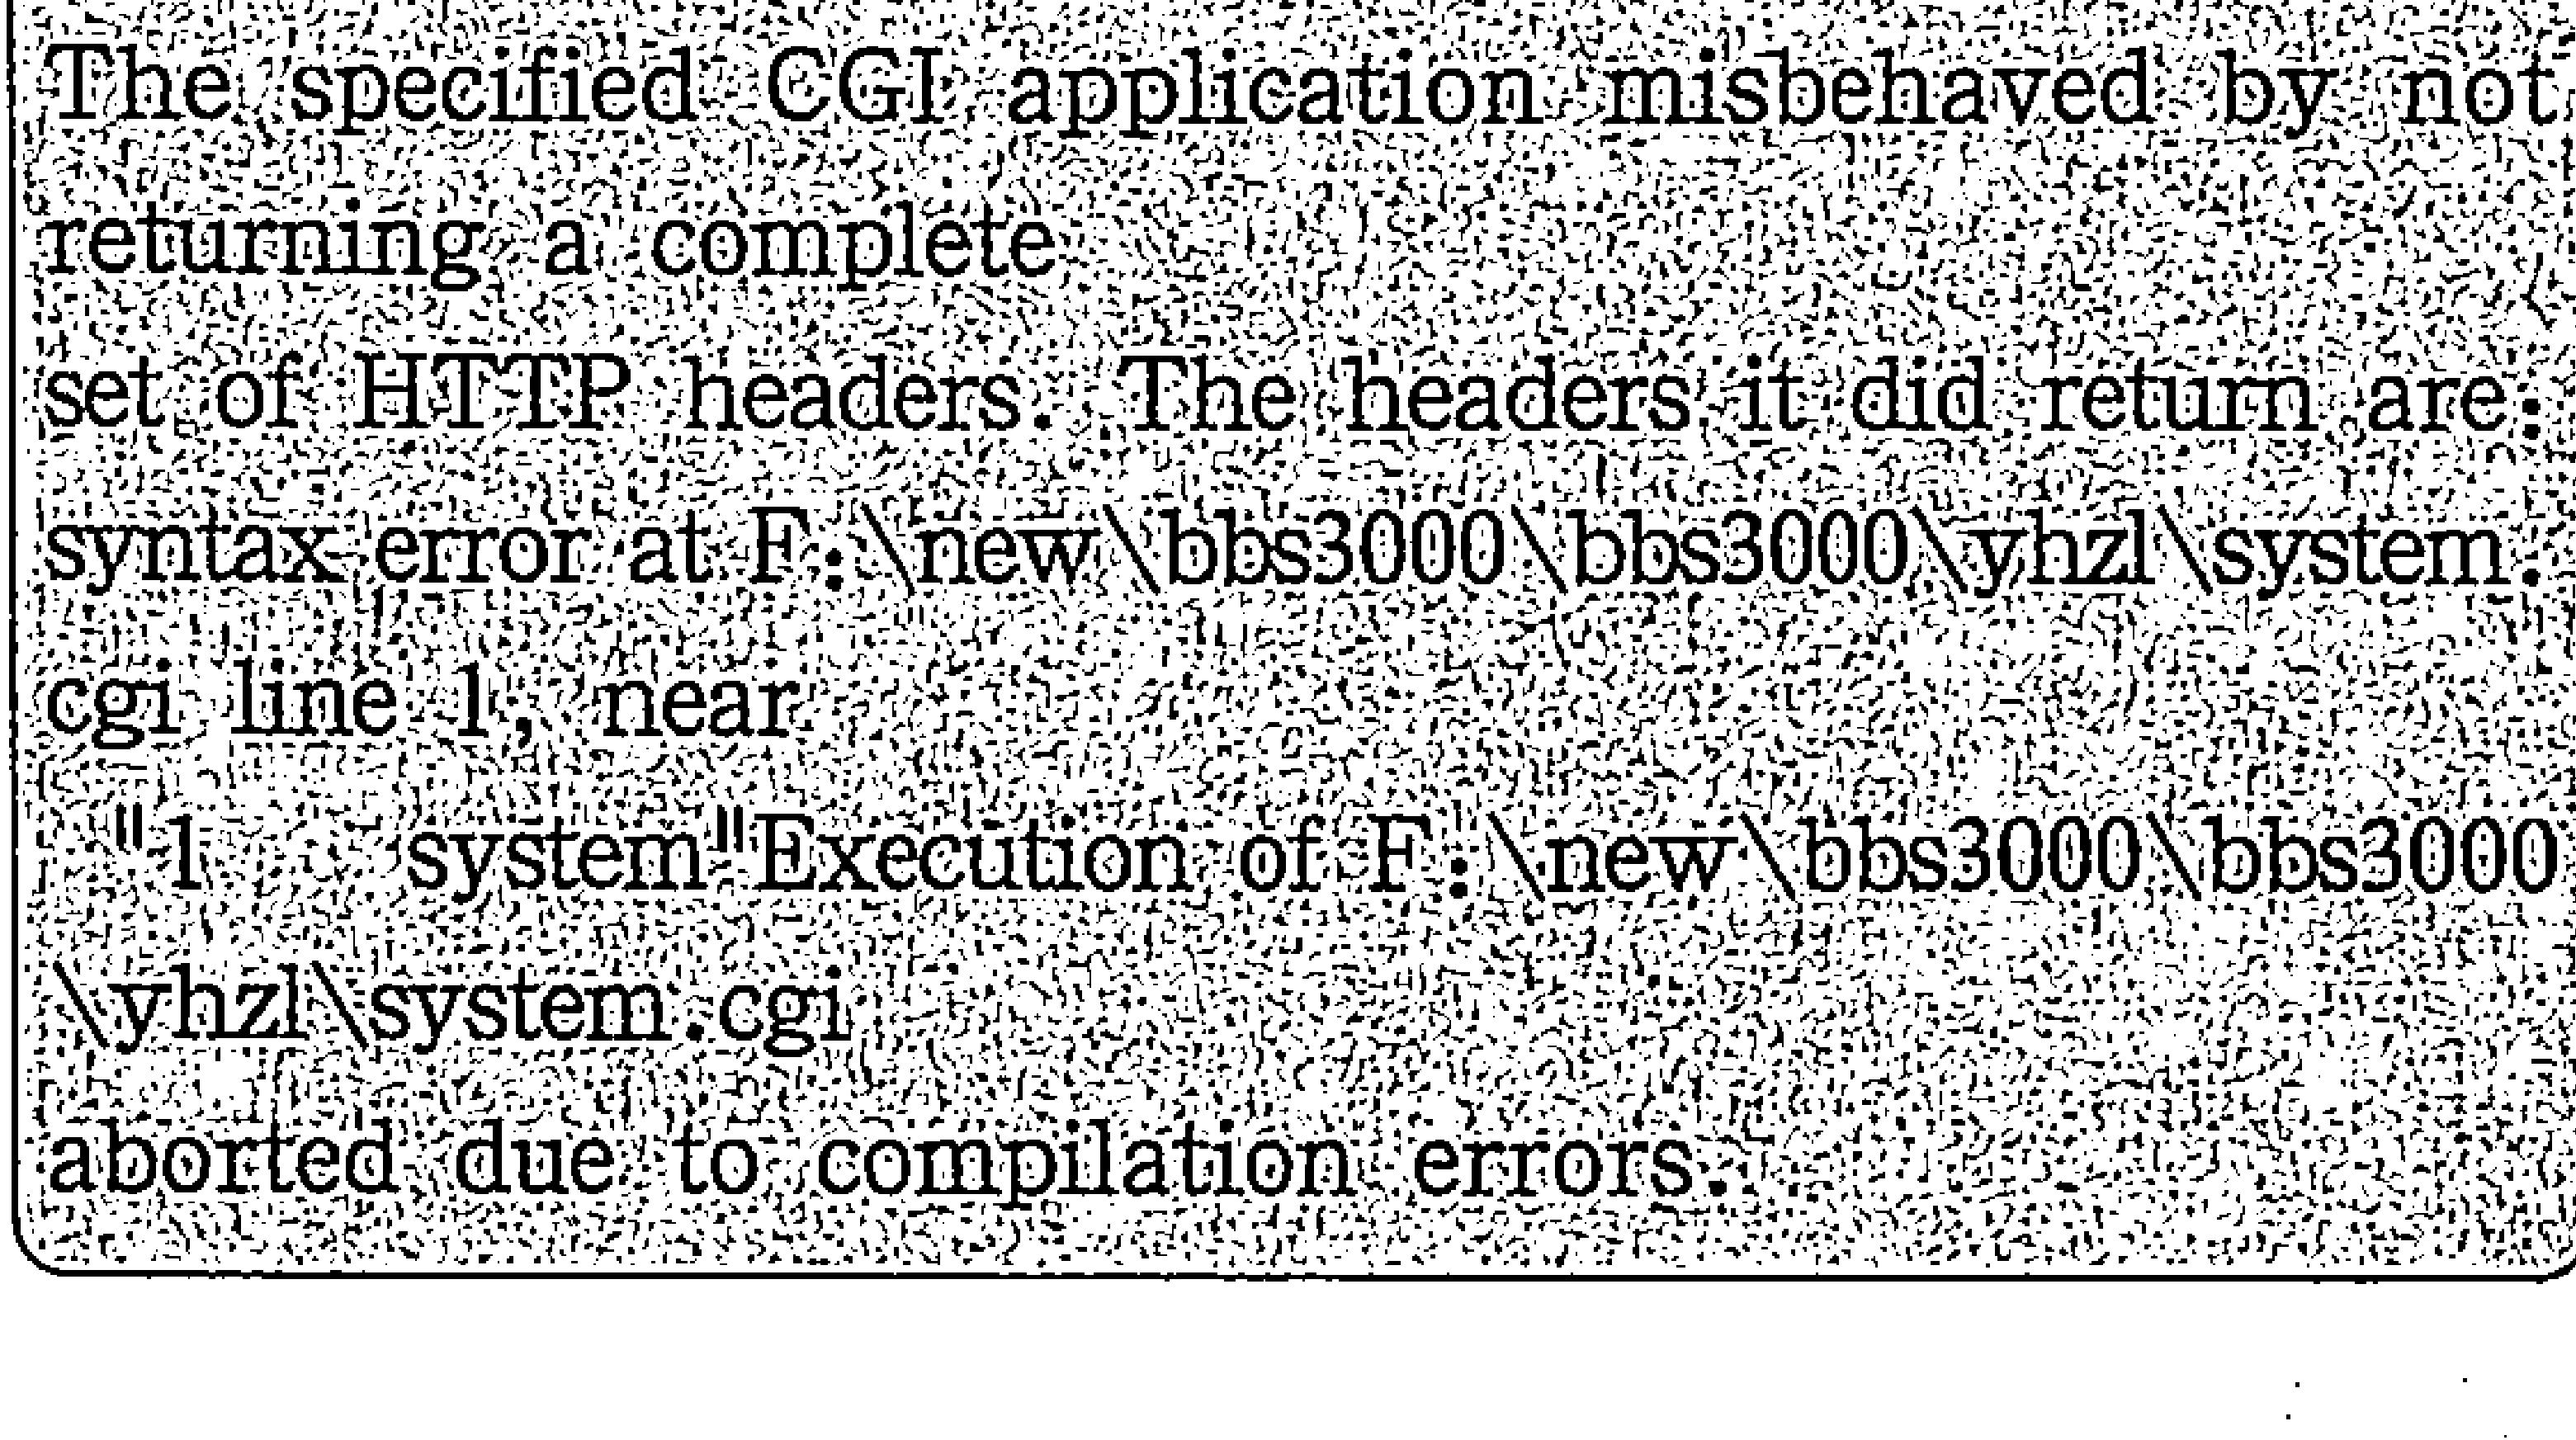 The specified CGI application misbehaved by not
returning a complete
set of HTTP headers. The headers it did return are:
syntax error at F:\new\bbs3000\bbs3000\yhzl\system.
cgi line 1, near
"1    system"Execution of F:\new\bbs3000\bbs3000
\yhzl\system.cgi
aborted due to compilation errors.